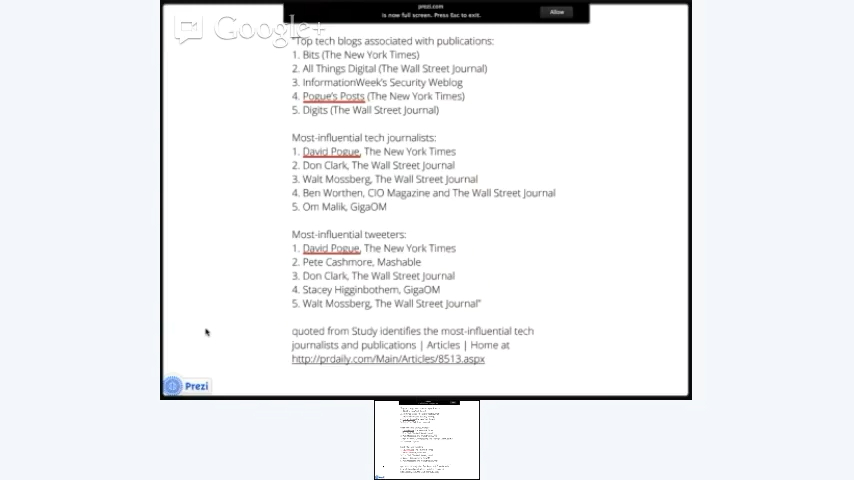 prezi.com
is now full screen. Press Esc to exit.
Allow
Google+
"Top tech blogs associated with publications:
1. Bits (The New York Times)
2. All Things Digital (The Wall Street Journal)
3. InformationWeek's Security Weblog
4. Pogue's Posts (The New York Times)
5. Digits (The Wall Street Journal)
Most-influential tech journalists:
1. David Pogue, The New York Times
2. Don Clark, The Wall Street Journal
3. Walt Mossberg, The Wall Street Journal
4. Ben Worthen, CIO Magazine and The Wall Street Journal
5. Om Malik, GigaOM
Most-influential tweeters:
1. David Pogue, The New York Times
2. Pete Cashmore, Mashable
3. Don Clark, The Wall Street Journal
4. Stacey Higginbothem, GigaOM
5. Walt Mossberg, The Wall Street Journal"
quoted from Study identifies the most-influential tech
journalists and publications | Articles | Home at
http://prdaily.com/Main/Articles/8513.aspx
Prezi